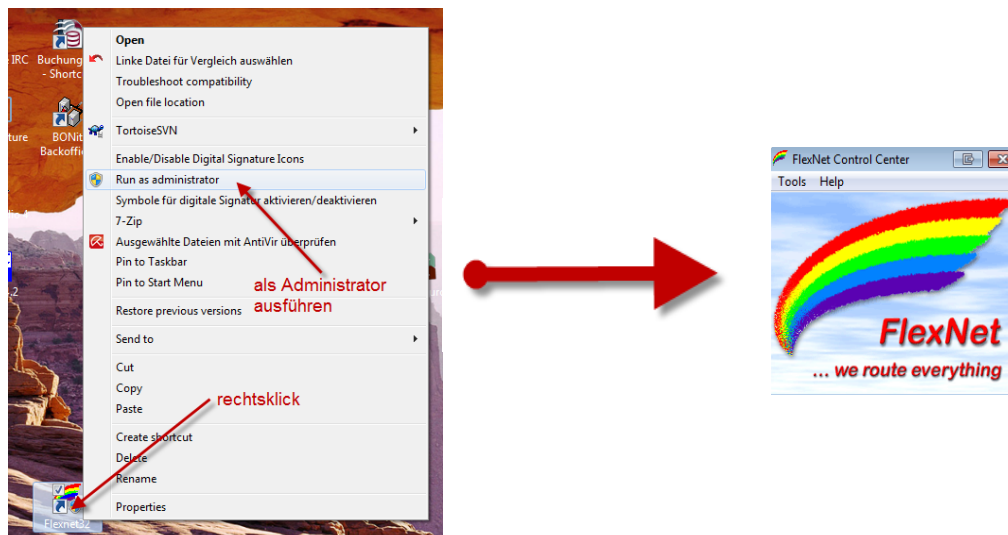 IRC
Buchung
- Shortc
ture
BONit
Backoffi
.2
Flexnet32
Open
Linke Datei für Vergleich auswählen
Troubleshoot compatibility
Open file location
TortoiseSVN
Enable/Disable Digital Signature Icons
Run as administrator
Symbole für digitale Signatur aktivieren/deaktivieren
7-Zip
Ausgewählte Dateien mit AntiVir überprüfen
Pin to Taskbar
Pin to Start Menu
Restore previous versions
Send to
Cut
Copy
Paste
Create shortcut
Delete
Rename
Properties
als Administrator
ausführen
rechtsklick
FlexNet Control Center
Tools Help
FlexNet
... we route everything